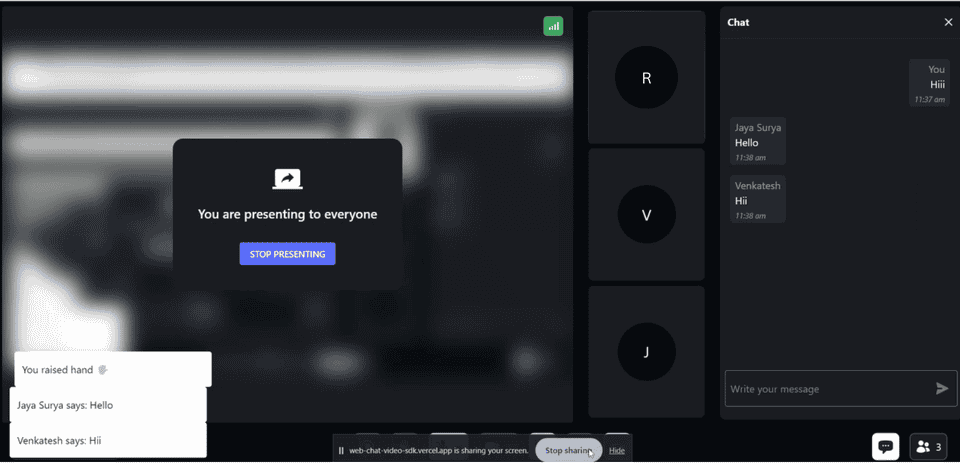 You are presenting to everyone
STOP PRESENTING
You raised hand 👋
Jaya Surya says: Hello
Venkatesh says: Hii
R
V
J
Chat
You
Hiii
11:37 am
Jaya Surya
Hello
11:38 am
Venkatesh
Hii
11:38 am
Write your message
web-chat-video-sdk.vercel.app is sharing your screen.
Stop sharing
Hide
3